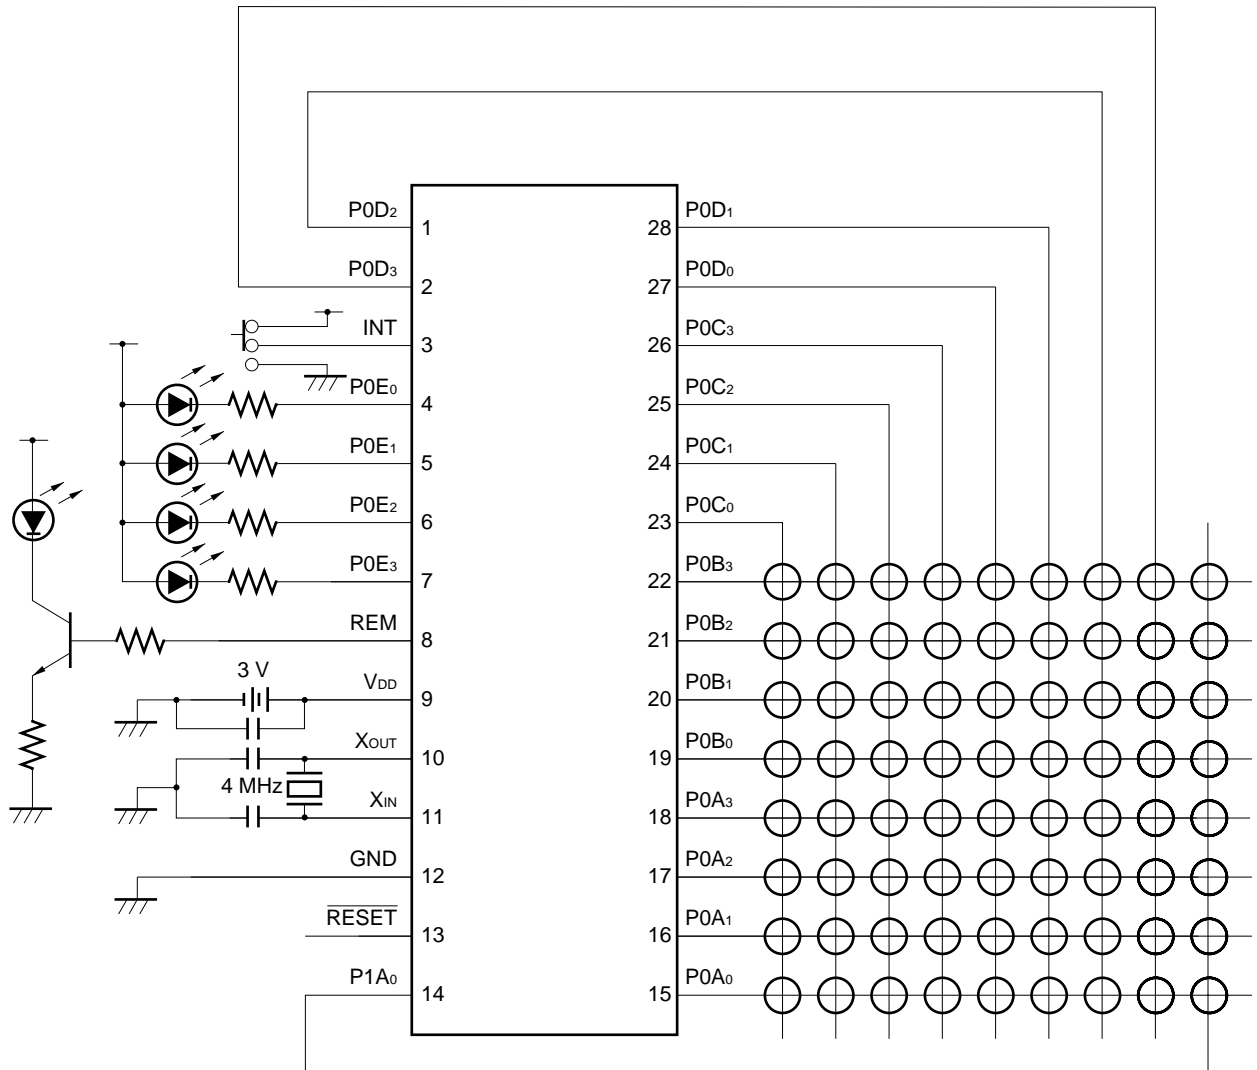 P0D2 1 28 P0D1
P0D3 2 27 P0D0
INT 3 26 P0C3
P0E0 4 25 P0C2
P0E1 5 24 P0C1
P0E2 6 23 P0C0
P0E3 7 22 P0B3
REM 8 21 P0B2
3 V
VDD 9 20 P0B1
XOUT 10 19 P0B0
4 MHz
XIN 11 18 P0A3
GND 12 17 P0A2
RESET 13 16 P0A1
P1A0 14 15 P0A0